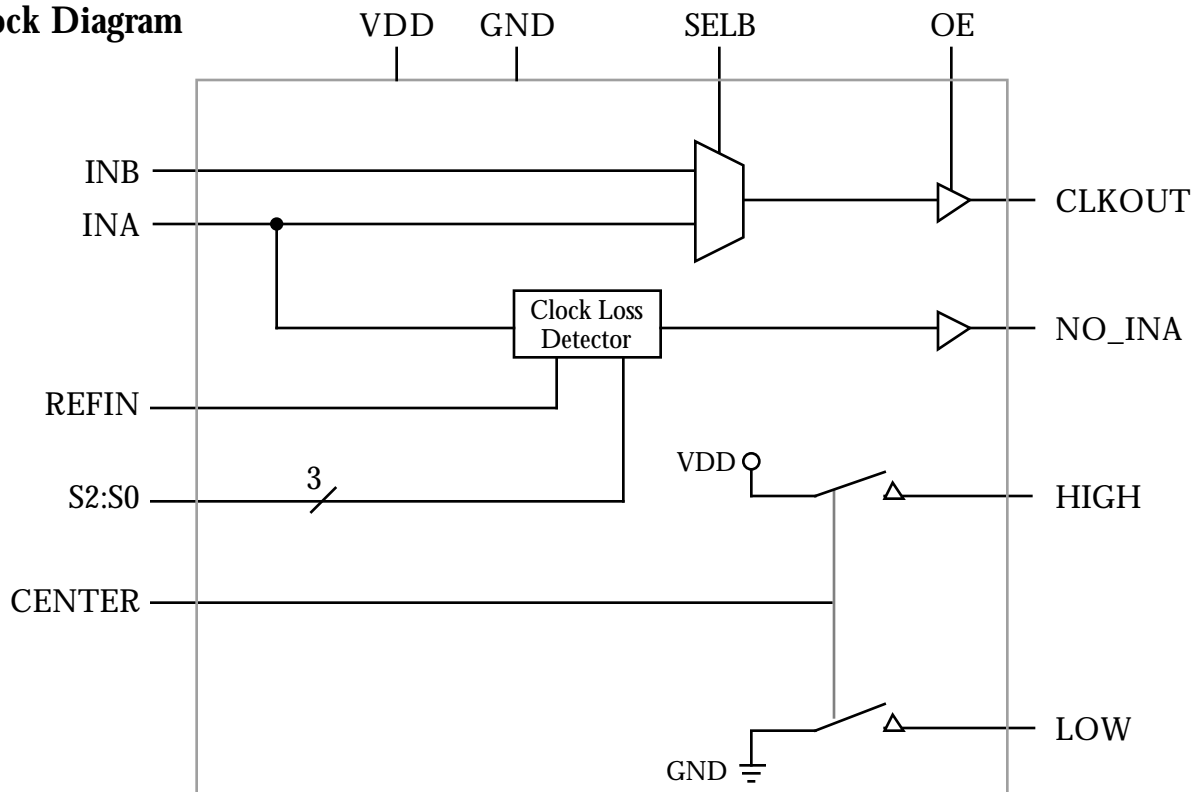 ock Diagram
VDD
GND
SELB
OE
INB
INA
CLKOUT
Clock Loss
Detector
NO_INA
REFIN
VDD
3
S2:S0
HIGH
CENTER
LOW
GND